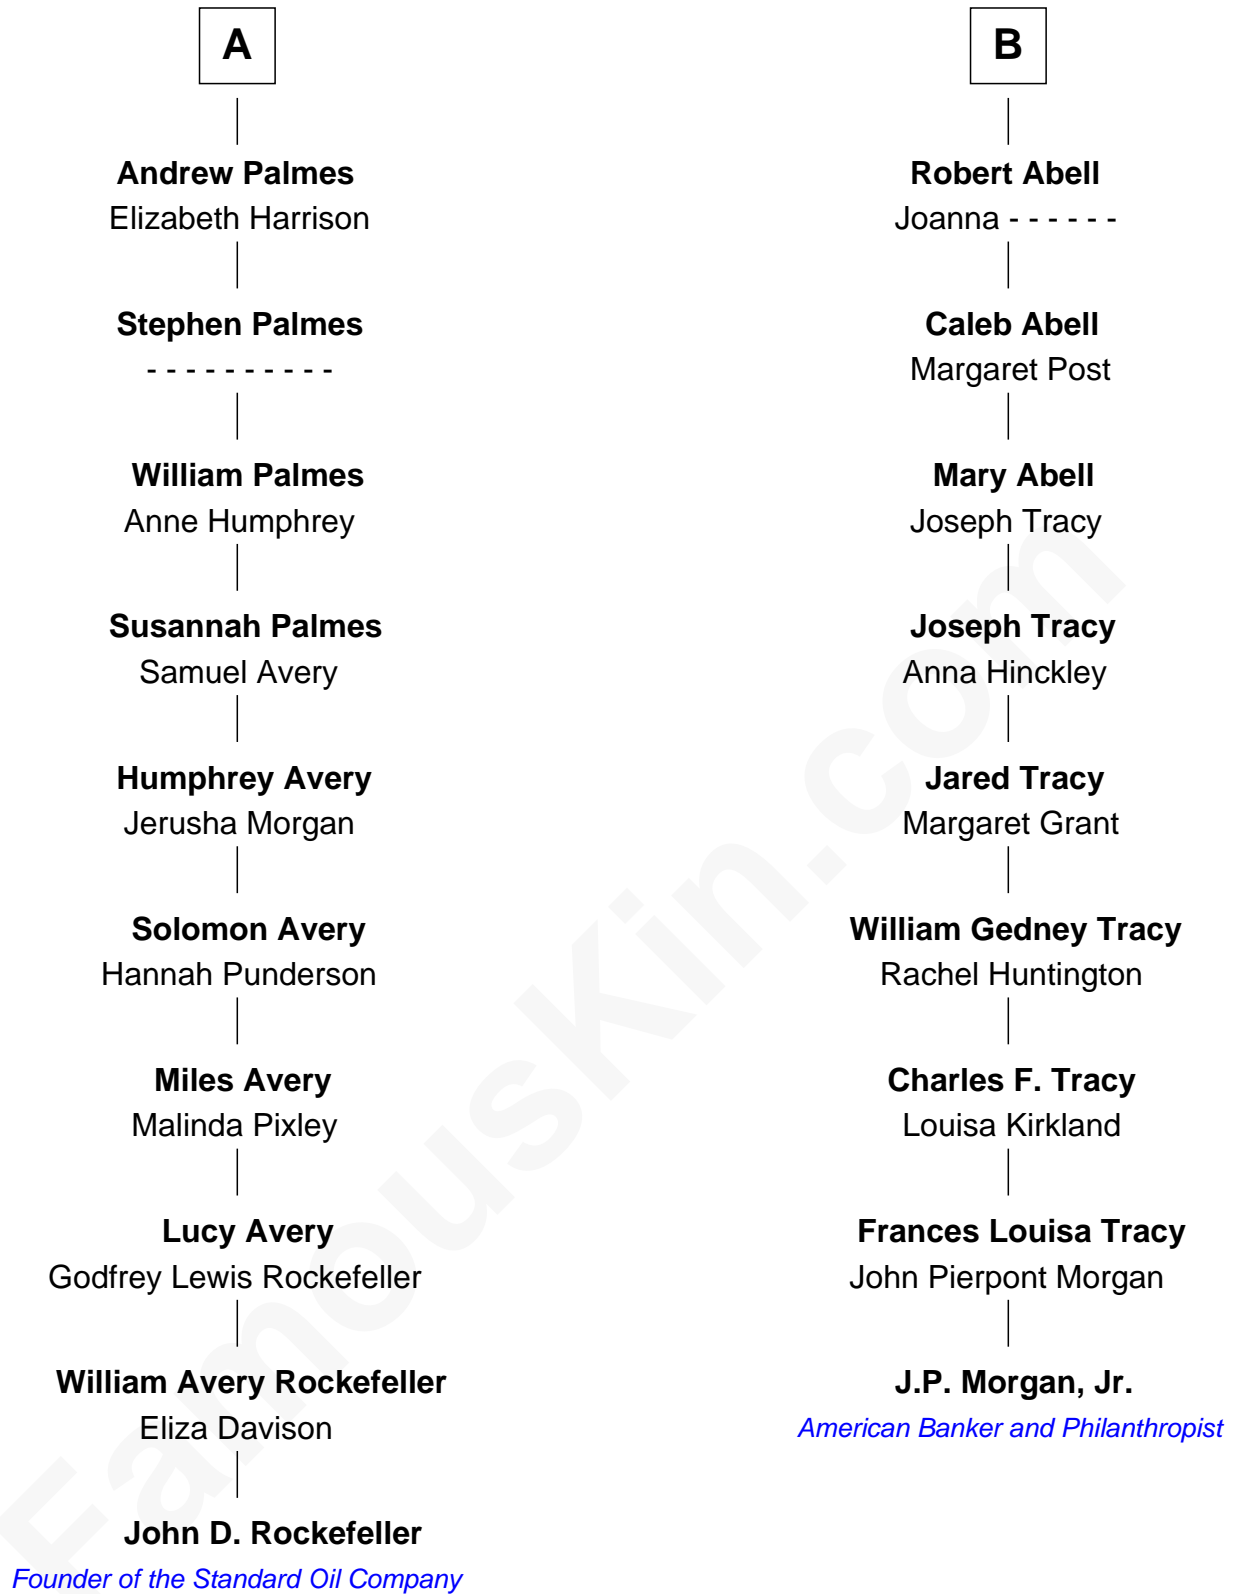 A
Andrew Palmes
Elizabeth Harrison
Stephen Palmes
- - - - - - - - - -
William Palmes
Anne Humphrey
Susannah Palmes
Samuel Avery
Humphrey Avery
Jerusha Morgan
Solomon Avery
Hannah Punderson
Miles Avery
Malinda Pixley
Lucy Avery
Godfrey Lewis Rockefeller
William Avery Rockefeller
Eliza Davison
John D. Rockefeller
Founder of the Standard Oil Company
B
Robert Abell
Joanna - - - - - -
Caleb Abell
Margaret Post
Mary Abell
Joseph Tracy
Joseph Tracy
Anna Hinckley
Jared Tracy
Margaret Grant
William Gedney Tracy
Rachel Huntington
Charles F. Tracy
Louisa Kirkland
Frances Louisa Tracy
John Pierpont Morgan
J.P. Morgan, Jr.
American Banker and Philanthropist
FamousKin.com